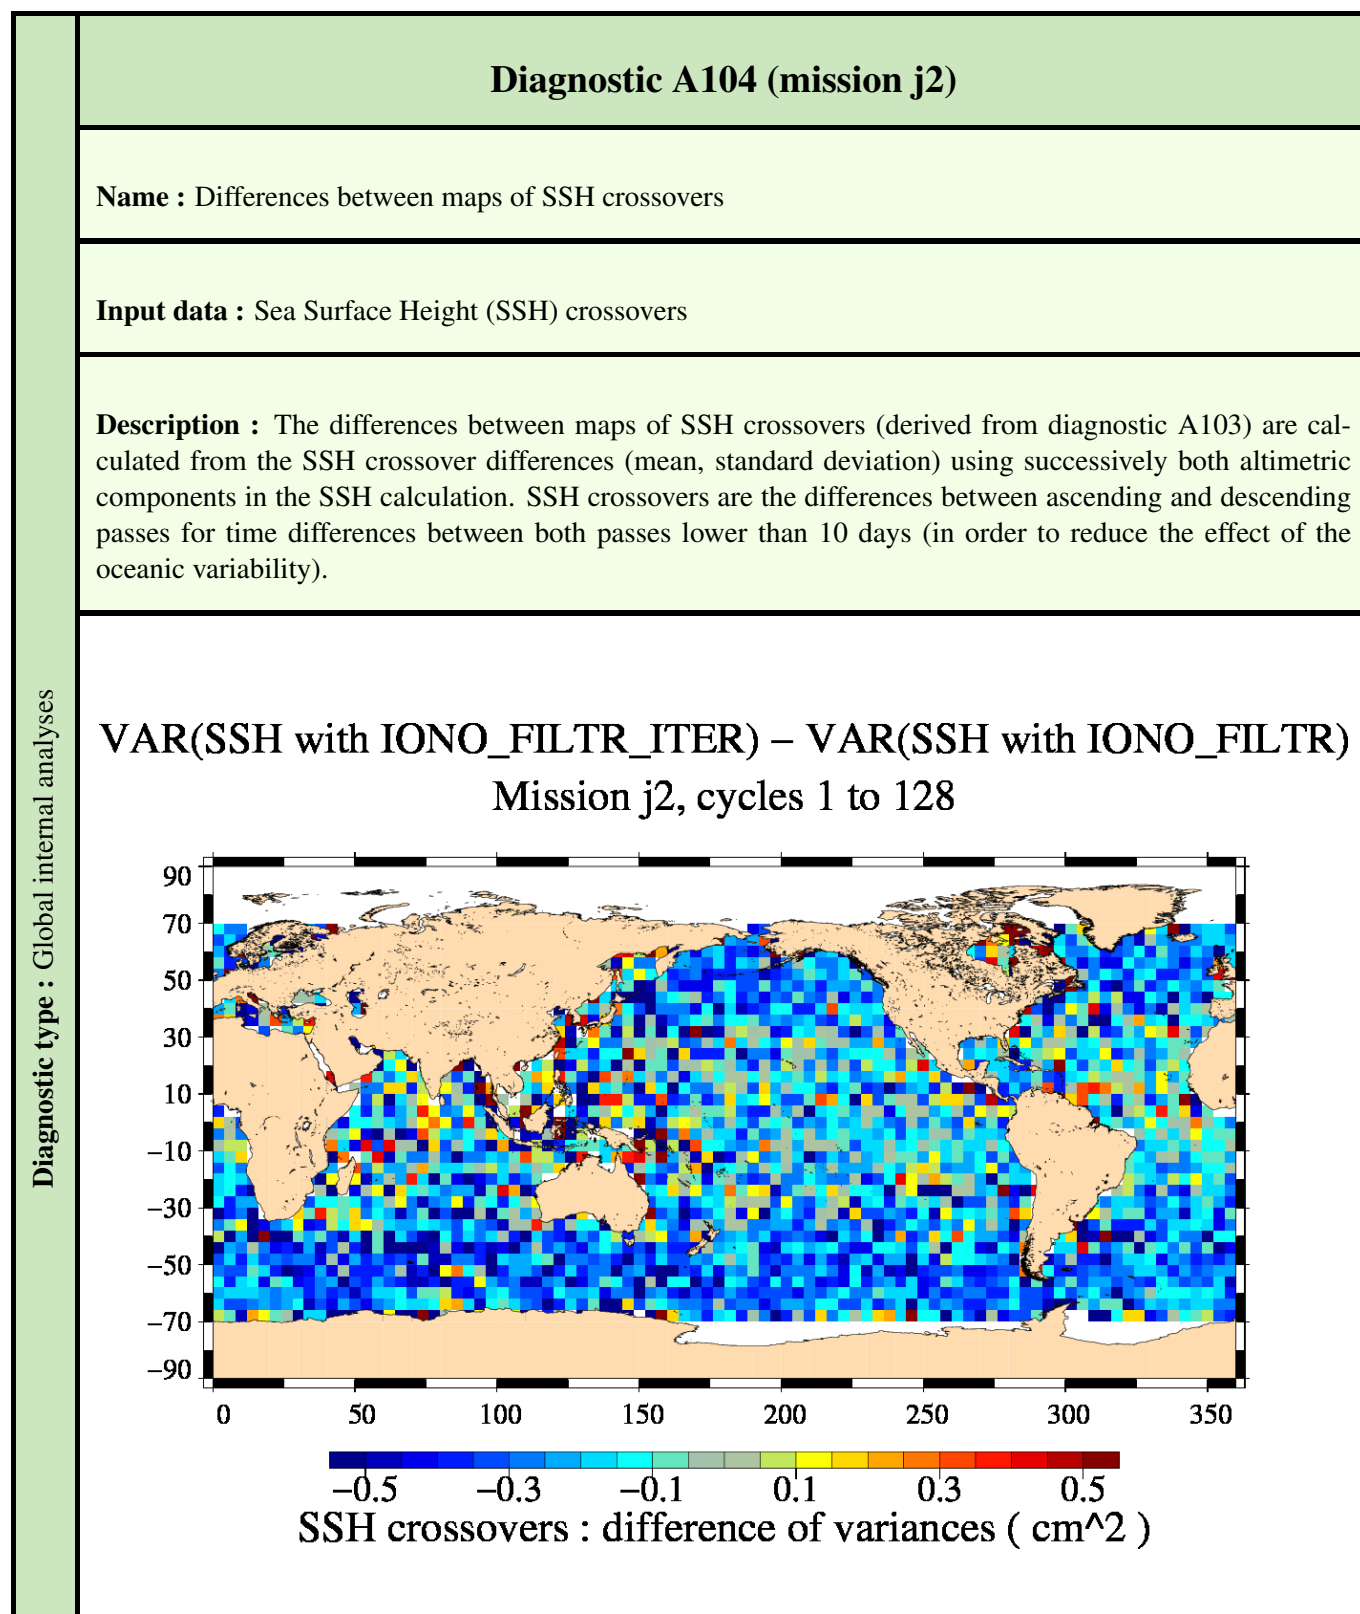 Diagnostic type : Global internal analyses
Diagnostic A104 (mission j2)
Name : Differences between maps of SSH crossovers
Input data : Sea Surface Height (SSH) crossovers
Description : The differences between maps of SSH crossovers (derived from diagnostic A103) are cal-
culated from the SSH crossover differences (mean, standard deviation) using successively both altimetric
components in the SSH calculation. SSH crossovers are the differences between ascending and descending
passes for time differences between both passes lower than 10 days (in order to reduce the effect of the
oceanic variability).
VAR(SSH with IONO_FILTR_ITER) − VAR(SSH with IONO_FILTR)
Mission j2, cycles 1 to 128
90
70
50
30
10
−10
−30
−50
−70
−90
0 50 100 150 200 250 300 350
−0.5 −0.3 −0.1 0.1 0.3 0.5
SSH crossovers : difference of variances ( cm^2 )